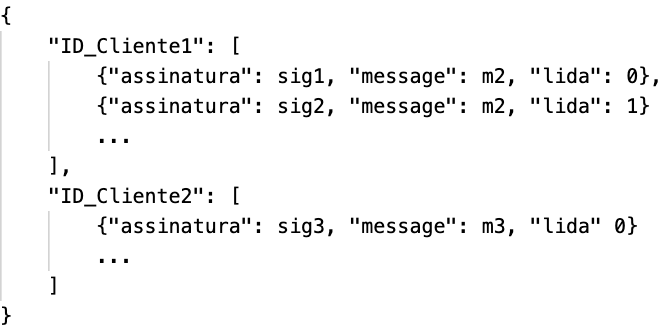 {
    "ID_Cliente1": [
        {"assinatura": sig1, "message": m2, "lida": 0},
        {"assinatura": sig2, "message": m2, "lida": 1}
        ...
    ],
    "ID_Cliente2": [
        {"assinatura": sig3, "message": m3, "lida" 0}
        ...
    ]
}